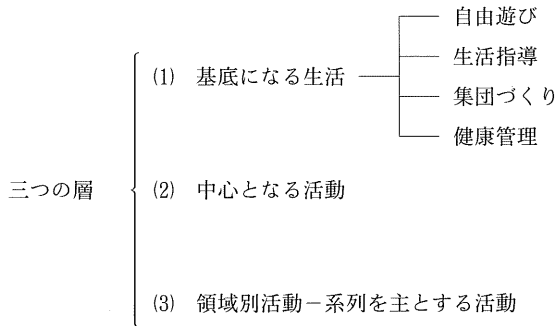 自由遊び
生活指導
(1) 基底になる生活
集団づくり
健康管理
三つの層
(2) 中心となる活動
(3) 領域別活動－系列を主とする活動